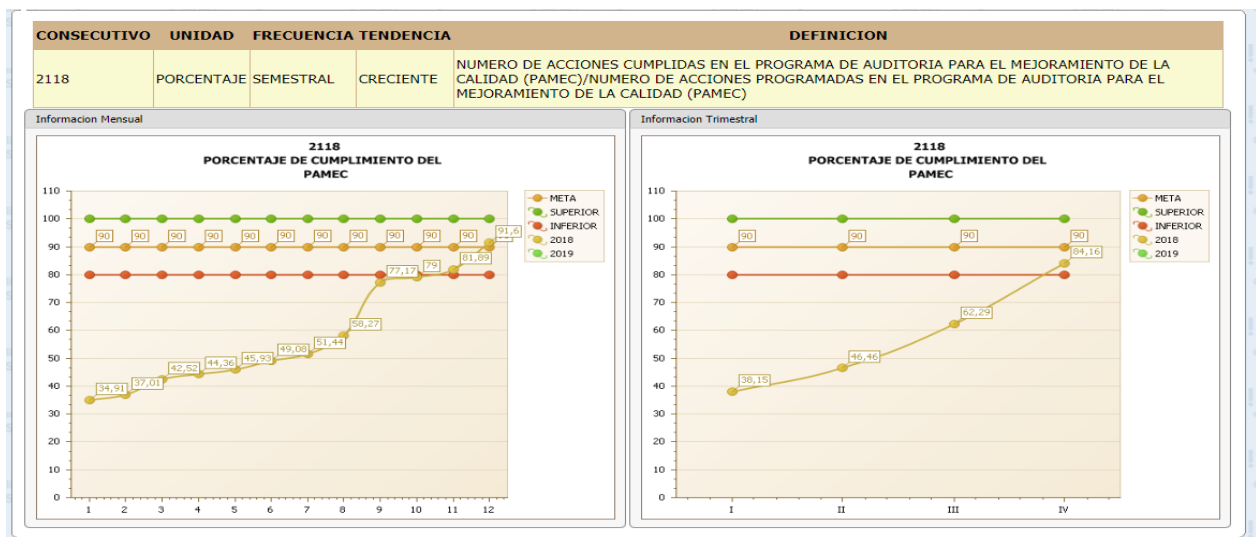 CONSECUTIVO UNIDAD FRECUENCIA TENDENCIA DEFINICION
2118 PORCENTAJE SEMESTRAL CRECIENTE NUMERO DE ACCIONES CUMPLIDAS EN EL PROGRAMA DE AUDITORIA PARA EL MEJORAMIENTO DE LA
CALIDAD (PAMEC)/NUMERO DE ACCIONES PROGRAMADAS EN EL PROGRAMA DE AUDITORIA PARA EL
MEJORAMIENTO DE LA CALIDAD (PAMEC)
Informacion Mensual
2118
PORCENTAJE DE CUMPLIMIENTO DEL
PAMEC
110
100
90
80
70
60
50
40
30
20
10
0
90 90 90 90 90 90 90 90 90 90 90
34,91
37,01
42,52
44,36
45,93
49,08
51,44
58,27
77,17
79
81,89
91,6
1 2 3 4 5 6 7 8 9 10 11 12
META
SUPERIOR
INFERIOR
2018
2019
Informacion Trimestral
2118
PORCENTAJE DE CUMPLIMIENTO DEL
PAMEC
110
100
90
80
70
60
50
40
30
20
10
0
90 90 90 90
38,15
46,46
62,29
84,16
I II III IV
META
SUPERIOR
INFERIOR
2018
2019